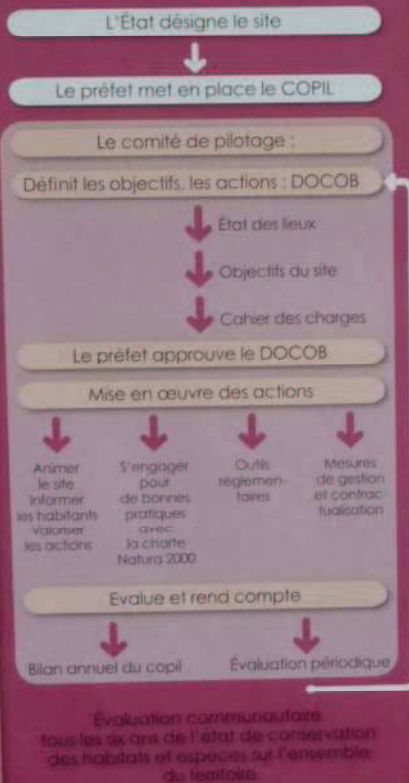 L'État désigne le site
Le préfet met en place le COPIL
Le comité de pilotage :
Définit les objectifs, les actions : DOCOB
État des lieux
Objectifs du site
Cahier des charges
Le préfet approuve le DOCOB
Mise en œuvre des actions
Animer
le site
Informer
les habitants
Valoriser
les actions
S'engager
pour
de bonnes
pratiques
avec
la charte
Natura 2000
Outils
réglemen-
taires
Mesures
de gestion
et contrac-
tualisation
Evalue et rend compte
Bilan annuel du copil
Évaluation périodique
Évaluation communautaire
tous les six ans de l'état de conservation
des habitats et espèces sur l'ensemble
du territoire